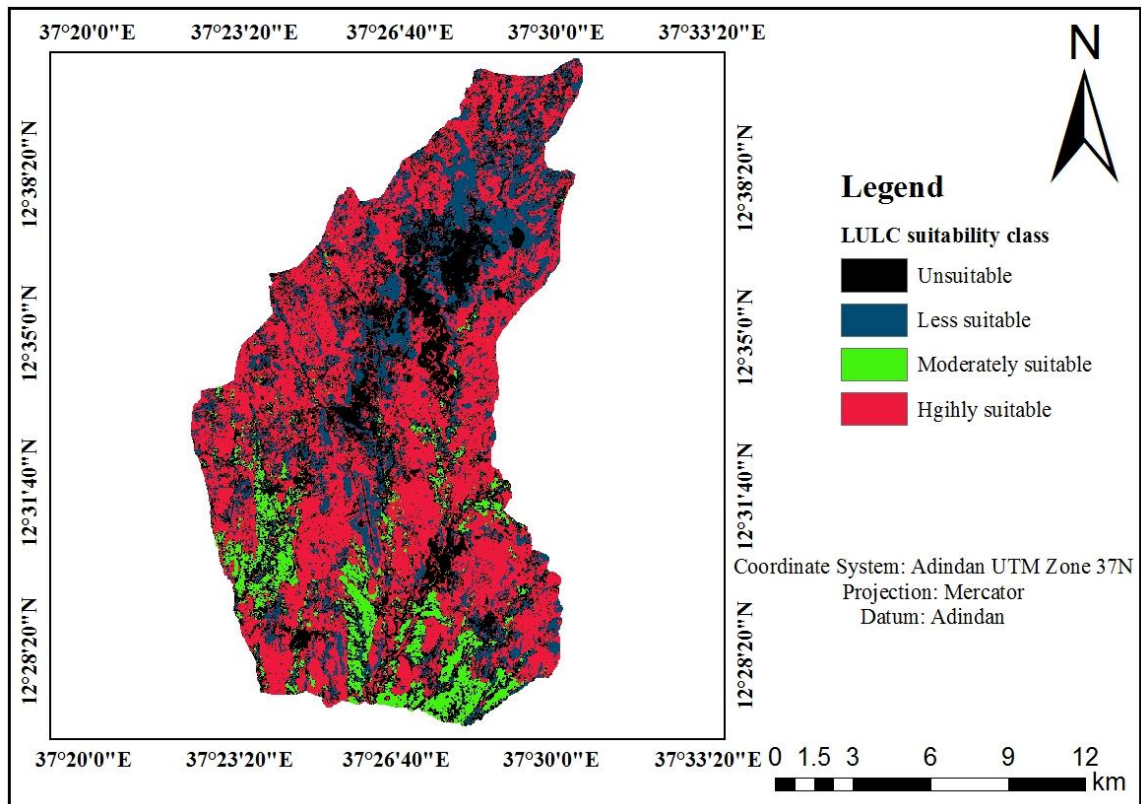 37°20'0"E 37°23'20"E 37°26'40"E 37°30'0"E 37°33'20"E
N
12°38'20"N
12°35'0"N
12°31'40"N
12°28'20"N
12°38'20"N
12°35'0"N
12°31'40"N
12°28'20"N
Legend
LULC suitability class
Unsuitable
Less suitable
Moderately suitable
Hgihly suitable
Coordinate System: Adindan UTM Zone 37N
Projection: Mercator
Datum: Adindan
37°20'0"E 37°23'20"E 37°26'40"E 37°30'0"E 37°33'20"E
0 1.5 3 6 9 12
km